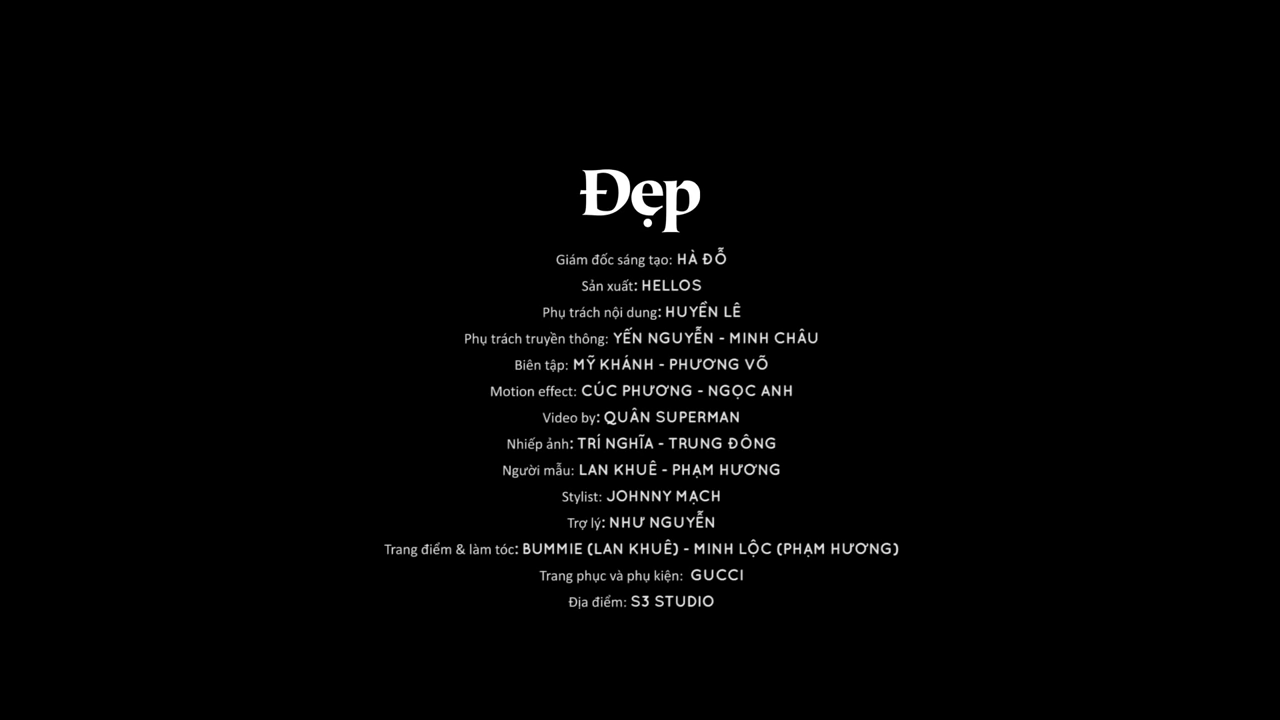 Đẹp
Giám đốc sáng tạo: HÀ ĐỖ
Sản xuất: HELLOS
Phụ trách nội dung: HUYỀN LÊ
Phụ trách truyền thông: YẾN NGUYỄN - MINH CHÂU
Biên tập: MỸ KHÁNH - PHƯƠNG VÕ
Motion effect: CÚC PHƯƠNG - NGỌC ANH
Video by: QUÂN SUPERMAN
Nhiếp ảnh: TRÍ NGHĨA - TRUNG ĐÔNG
Người mẫu: LAN KHUÊ - PHẠM HƯƠNG
Stylist: JOHNNY MẠCH
Trợ lý: NHƯ NGUYỄN
Trang điểm & làm tóc: BUMMIE (LAN KHUÊ) - MINH LỘC (PHẠM HƯƠNG)
Trang phục và phụ kiện: GUCCI
Địa điểm: S3 STUDIO